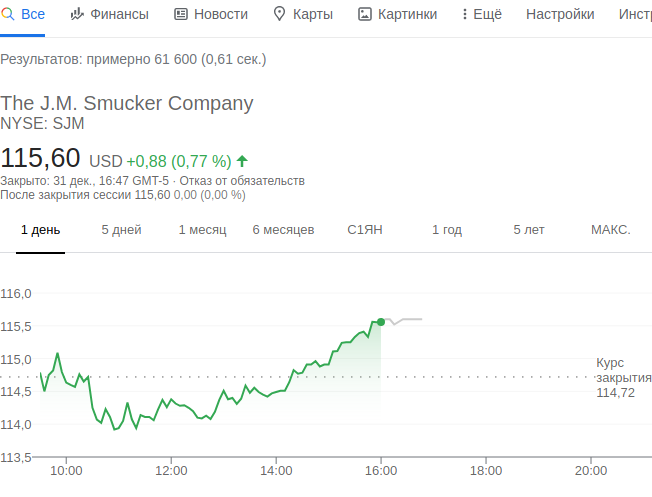 Все Финансы Новости Карты Картинки Ещё Настройки Инст
Результатов: примерно 61 600 (0,61 сек.)
The J.M. Smucker Company
NYSE: SJM
115,60 USD +0,88 (0,77 %)
Закрыто: 31 дек., 16:47 GMT-5 · Отказ от обязательств
После закрытия сессии 115,60 0,00 (0,00 %)
1 день 5 дней 1 месяц 6 месяцев С1ЯН 1 год 5 лет МАКС.
116,0
115,5
115,0
114,5
114,0
113,5
Курс
закрытия
114,72
10:00 12:00 14:00 16:00 18:00 20:00